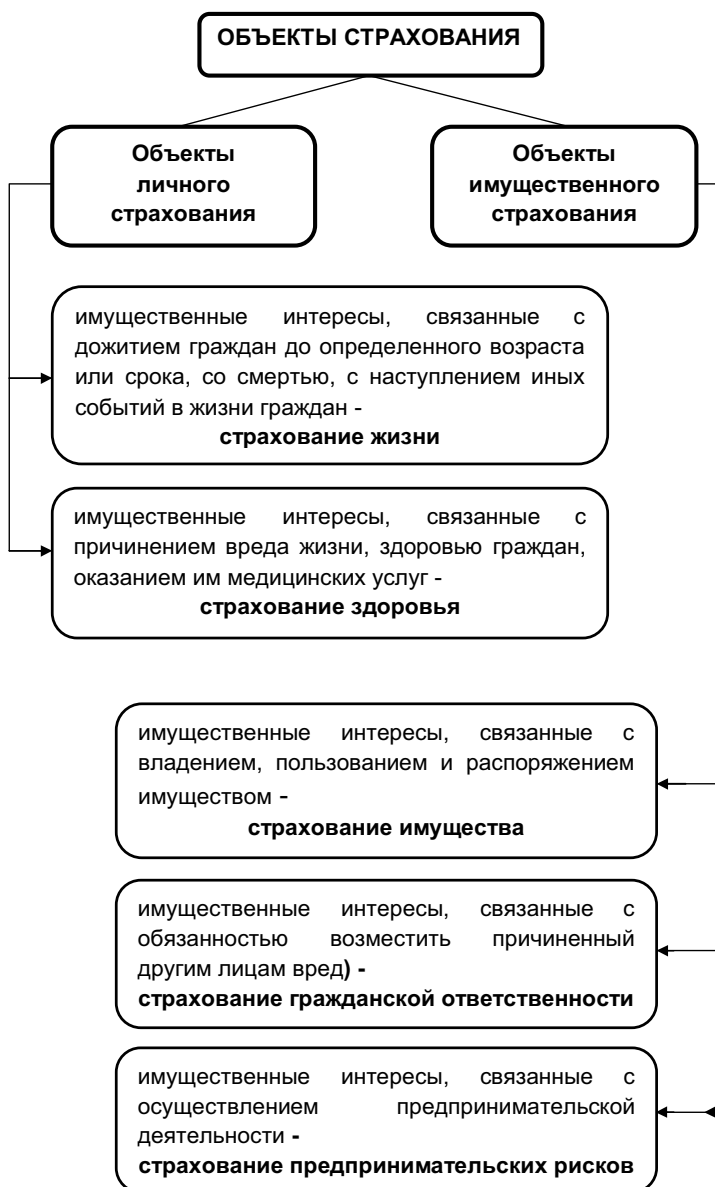 ОБЪЕКТЫ СТРАХОВАНИЯ
Объекты
личного
страхования
Объекты
имущественного
страхования
имущественные интересы, связанные с
дожитием граждан до определенного возраста
или срока, со смертью, с наступлением иных
событий в жизни граждан -
страхование жизни
имущественные интересы, связанные с
причинением вреда жизни, здоровью граждан,
оказанием им медицинских услуг -
страхование здоровья
имущественные интересы, связанные с
владением, пользованием и распоряжением
имуществом -
страхование имущества
имущественные интересы, связанные с
обязанностью возместить причиненный
другим лицам вред) -
страхование гражданской ответственности
имущественные интересы, связанные с
осуществлением предпринимательской
деятельности -
страхование предпринимательских рисков